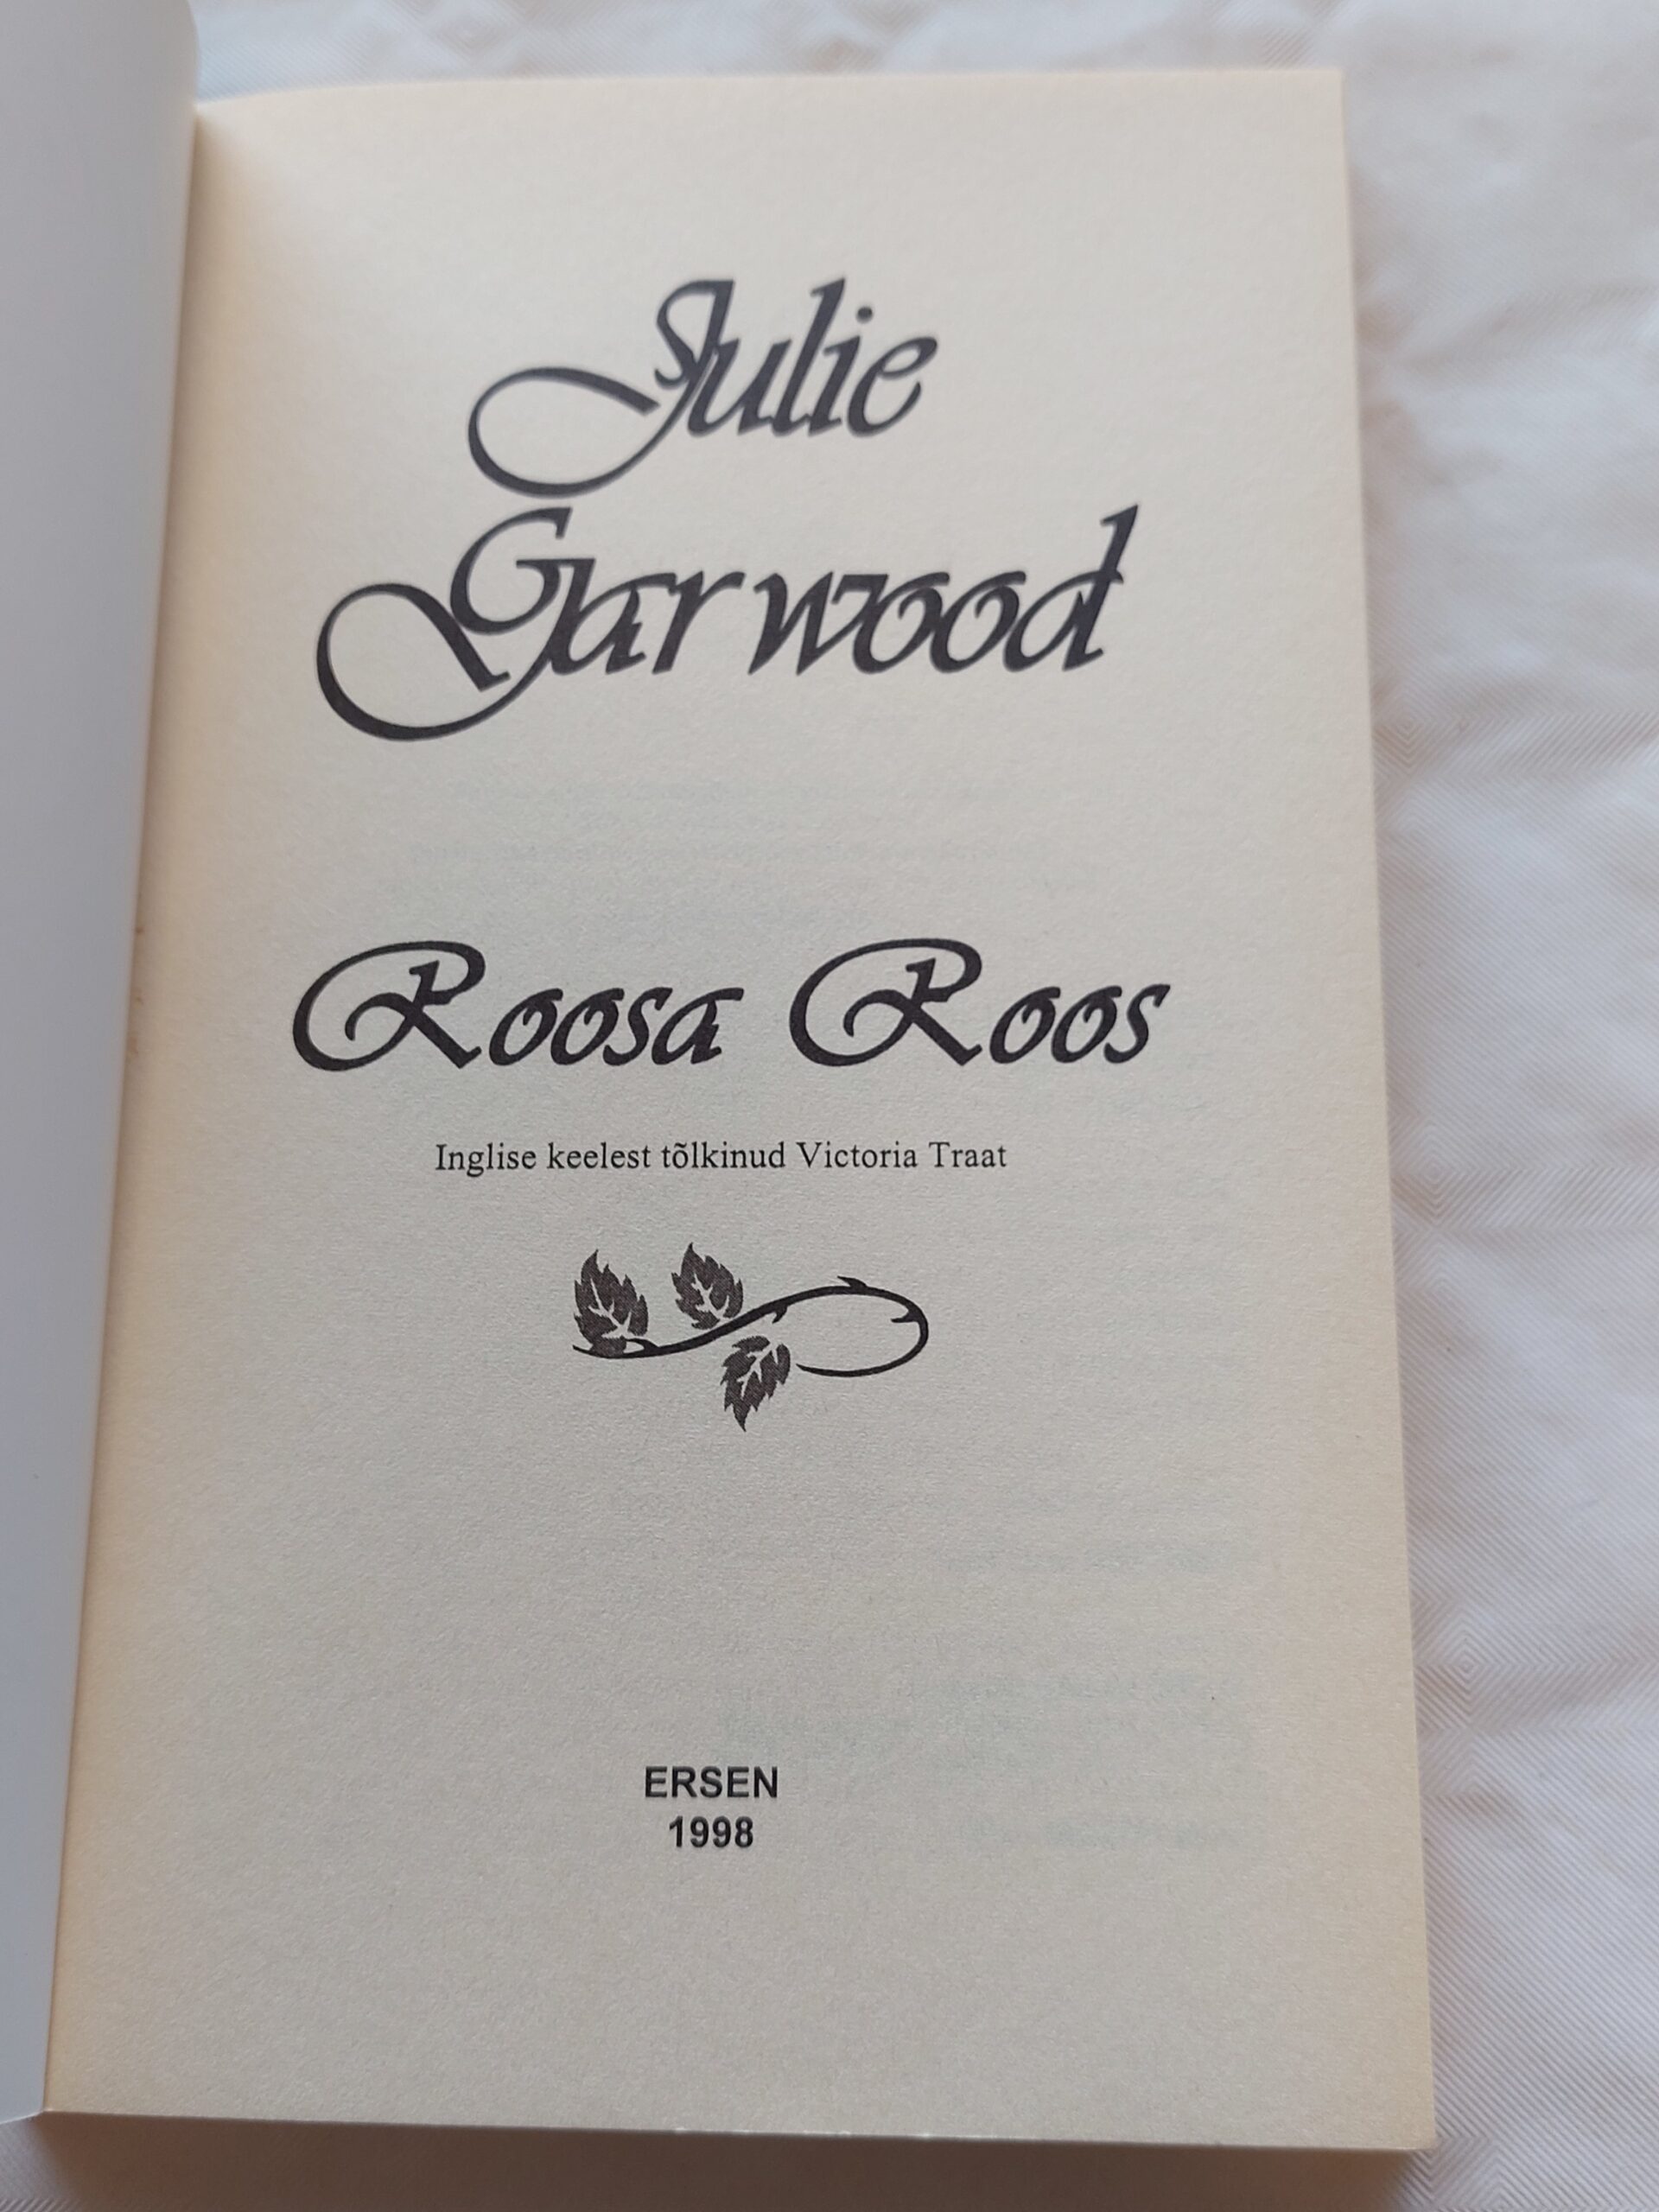 Julie
Garwood
Roosa Roos
Inglise keelest tõlkinud Victoria Traat
ERSEN
1998